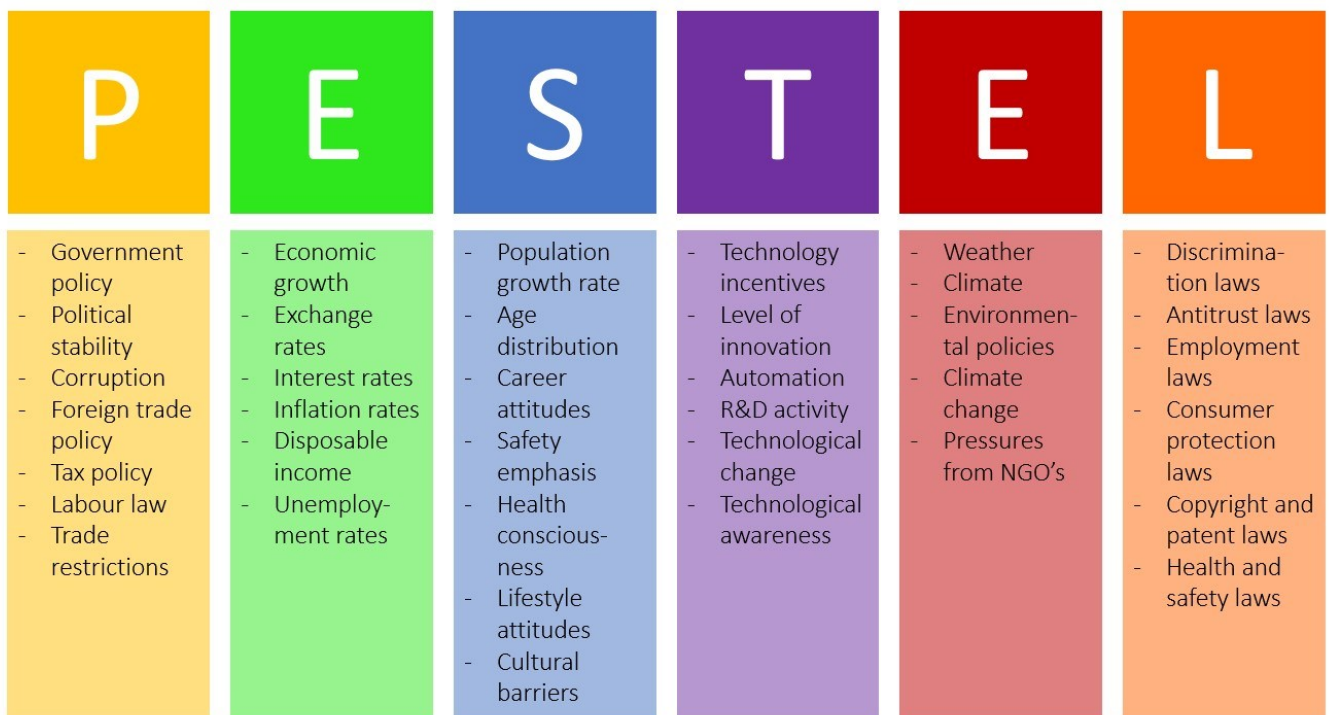 P
E
S
T
E
L
- Government
policy
- Political
stability
- Corruption
- Foreign trade
policy
- Tax policy
- Labour law
- Trade
restrictions
- Economic
growth
- Exchange
rates
- Interest rates
- Inflation rates
- Disposable
income
- Unemploy-
ment rates
- Population
growth rate
- Age
distribution
- Career
attitudes
- Safety
emphasis
- Health
conscious-
ness
- Lifestyle
attitudes
- Cultural
barriers
- Technology
incentives
- Level of
innovation
- Automation
- R&D activity
- Technological
change
- Technological
awareness
- Weather
- Climate
- Environmen-
tal policies
- Climate
change
- Pressures
from NGO’s
- Discrimina-
tion laws
- Antitrust laws
- Employment
laws
- Consumer
protection
laws
- Copyright and
patent laws
- Health and
safety laws